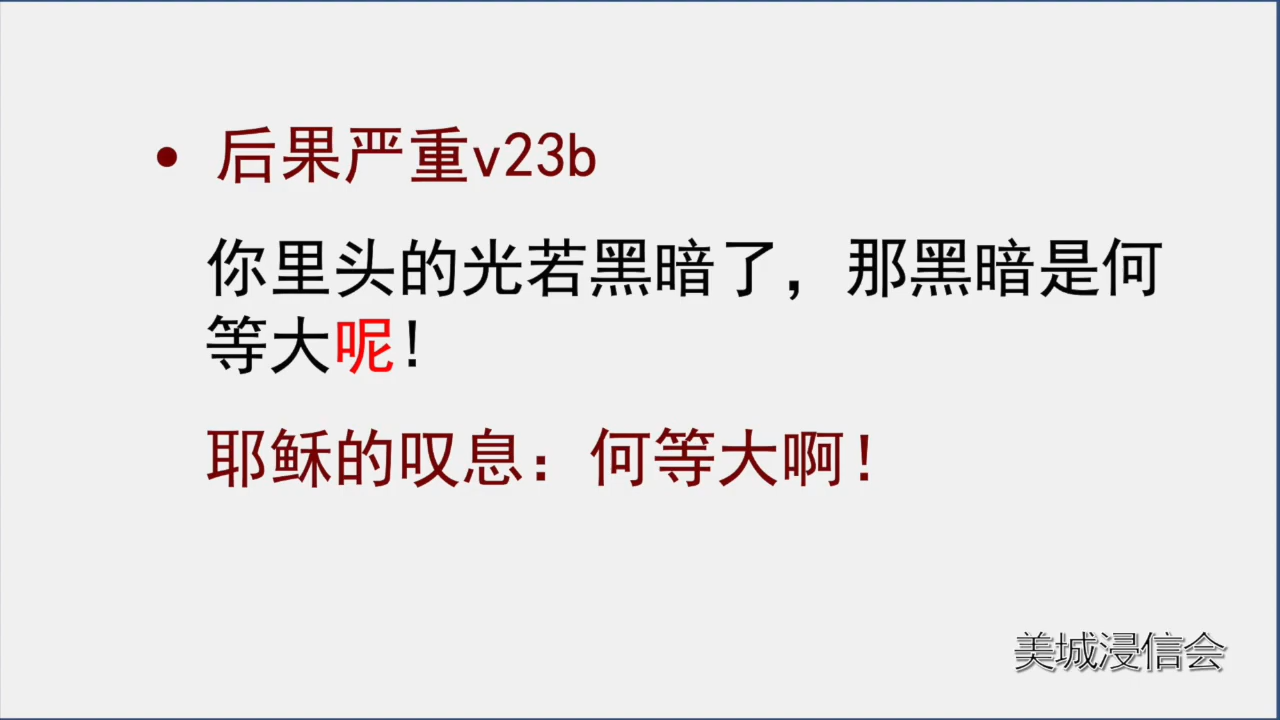 • 后果严重v23b
你里头的光若黑暗了，那黑暗是何
等大呢！
耶稣的叹息：何等大啊！
美城浸信会